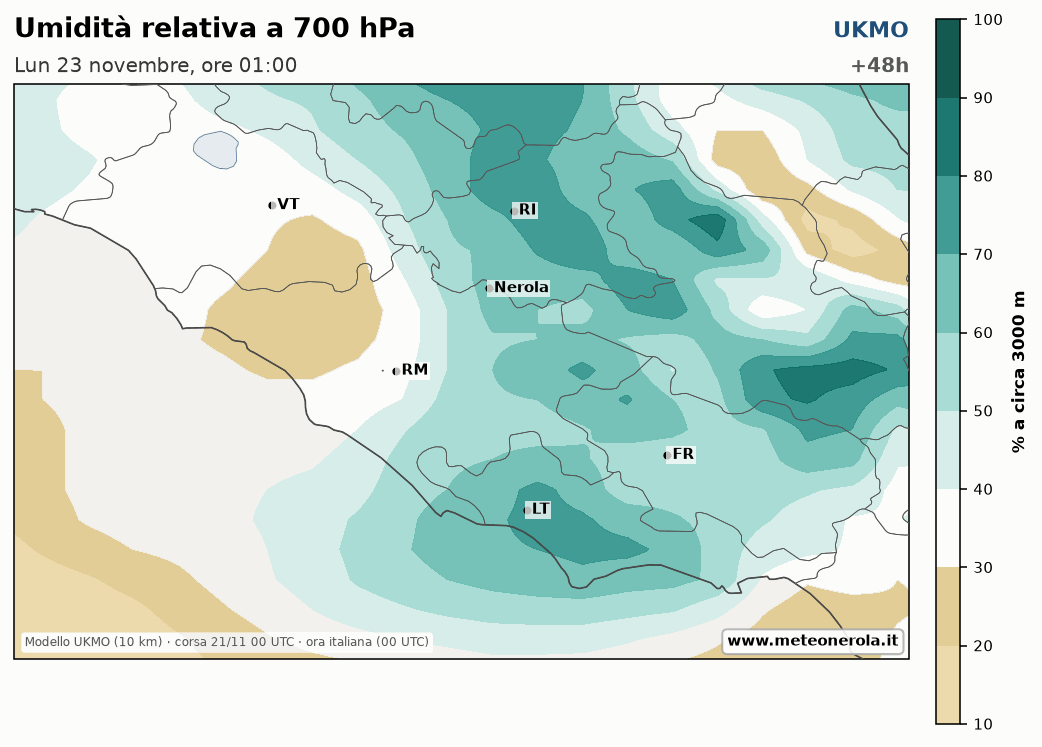 Umidità relativa a 700 hPa
UKMO
Lun 23 novembre, ore 01:00
+48h
VT
RI
Nerola
RM
FR
LT
Modello UKMO (10 km) · corsa 21/11 00 UTC · ora italiana (00 UTC)
www.meteonerola.it
100
90
80
70
60
50
40
30
20
10
% a circa 3000 m